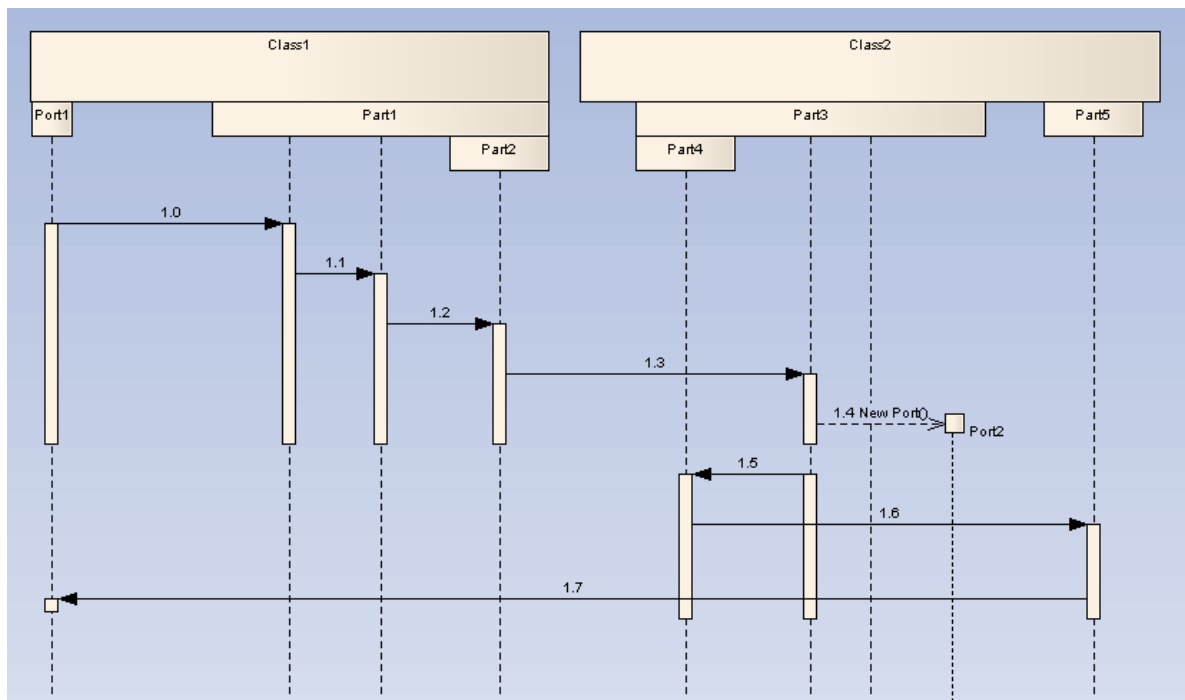 Class1
Class2
Port1
Part1
Part3
Part5
Part2
Part4
1.0
1.1
1.2
1.3
1.4 New Port()
Port2
1.5
1.6
1.7